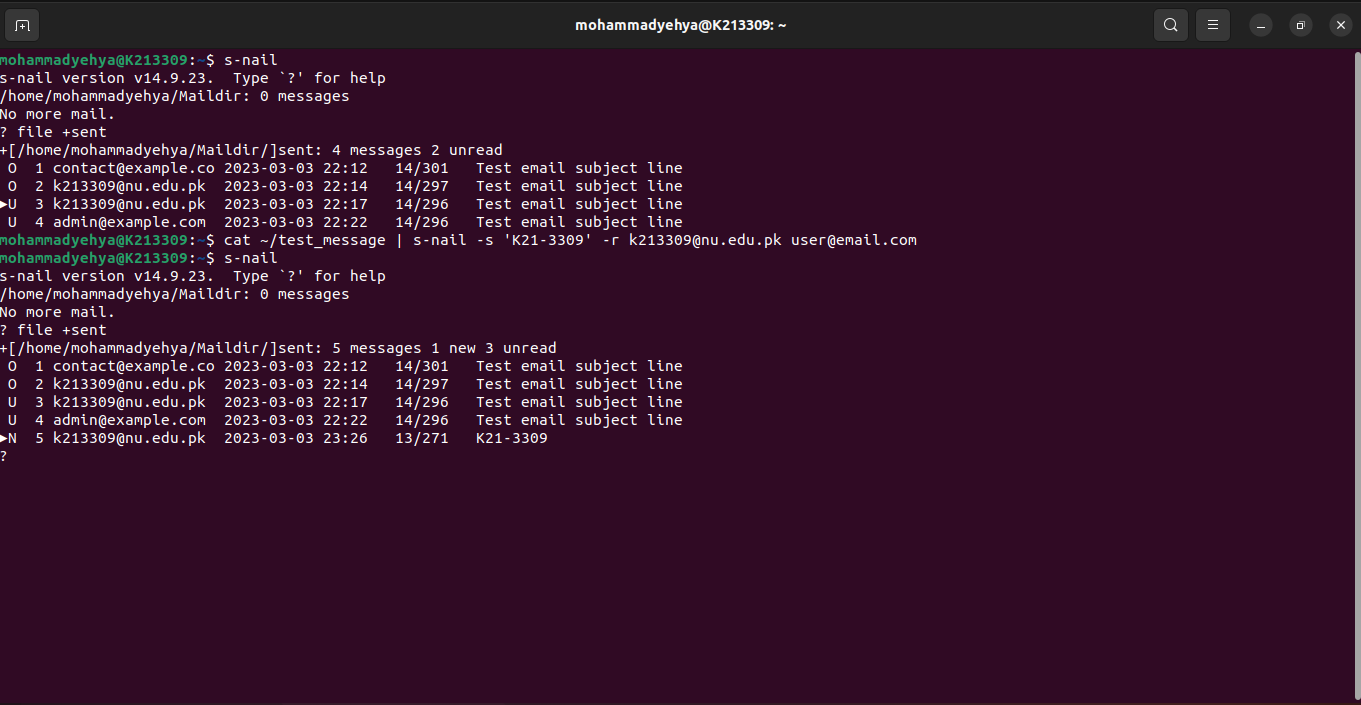 mohammadyehya@K213309: ~
mohammadyehya@K213309:~$ s-nail
s-nail version v14.9.23.  Type `?' for help
/home/mohammadyehya/Maildir: 0 messages
No more mail.
? file +sent
+[/home/mohammadyehya/Maildir/]sent: 4 messages 2 unread
 O  1 contact@example.co 2023-03-03 22:12   14/301   Test email subject line
 O  2 k213309@nu.edu.pk  2023-03-03 22:14   14/297   Test email subject line
▶U  3 k213309@nu.edu.pk  2023-03-03 22:17   14/296   Test email subject line
 U  4 admin@example.com  2023-03-03 22:22   14/296   Test email subject line
mohammadyehya@K213309:~$ cat ~/test_message | s-nail -s 'K21-3309' -r k213309@nu.edu.pk user@email.com
mohammadyehya@K213309:~$ s-nail
s-nail version v14.9.23.  Type `?' for help
/home/mohammadyehya/Maildir: 0 messages
No more mail.
? file +sent
+[/home/mohammadyehya/Maildir/]sent: 5 messages 1 new 3 unread
 O  1 contact@example.co 2023-03-03 22:12   14/301   Test email subject line
 O  2 k213309@nu.edu.pk  2023-03-03 22:14   14/297   Test email subject line
 U  3 k213309@nu.edu.pk  2023-03-03 22:17   14/296   Test email subject line
 U  4 admin@example.com  2023-03-03 22:22   14/296   Test email subject line
▶N  5 k213309@nu.edu.pk  2023-03-03 23:26   13/271   K21-3309
?